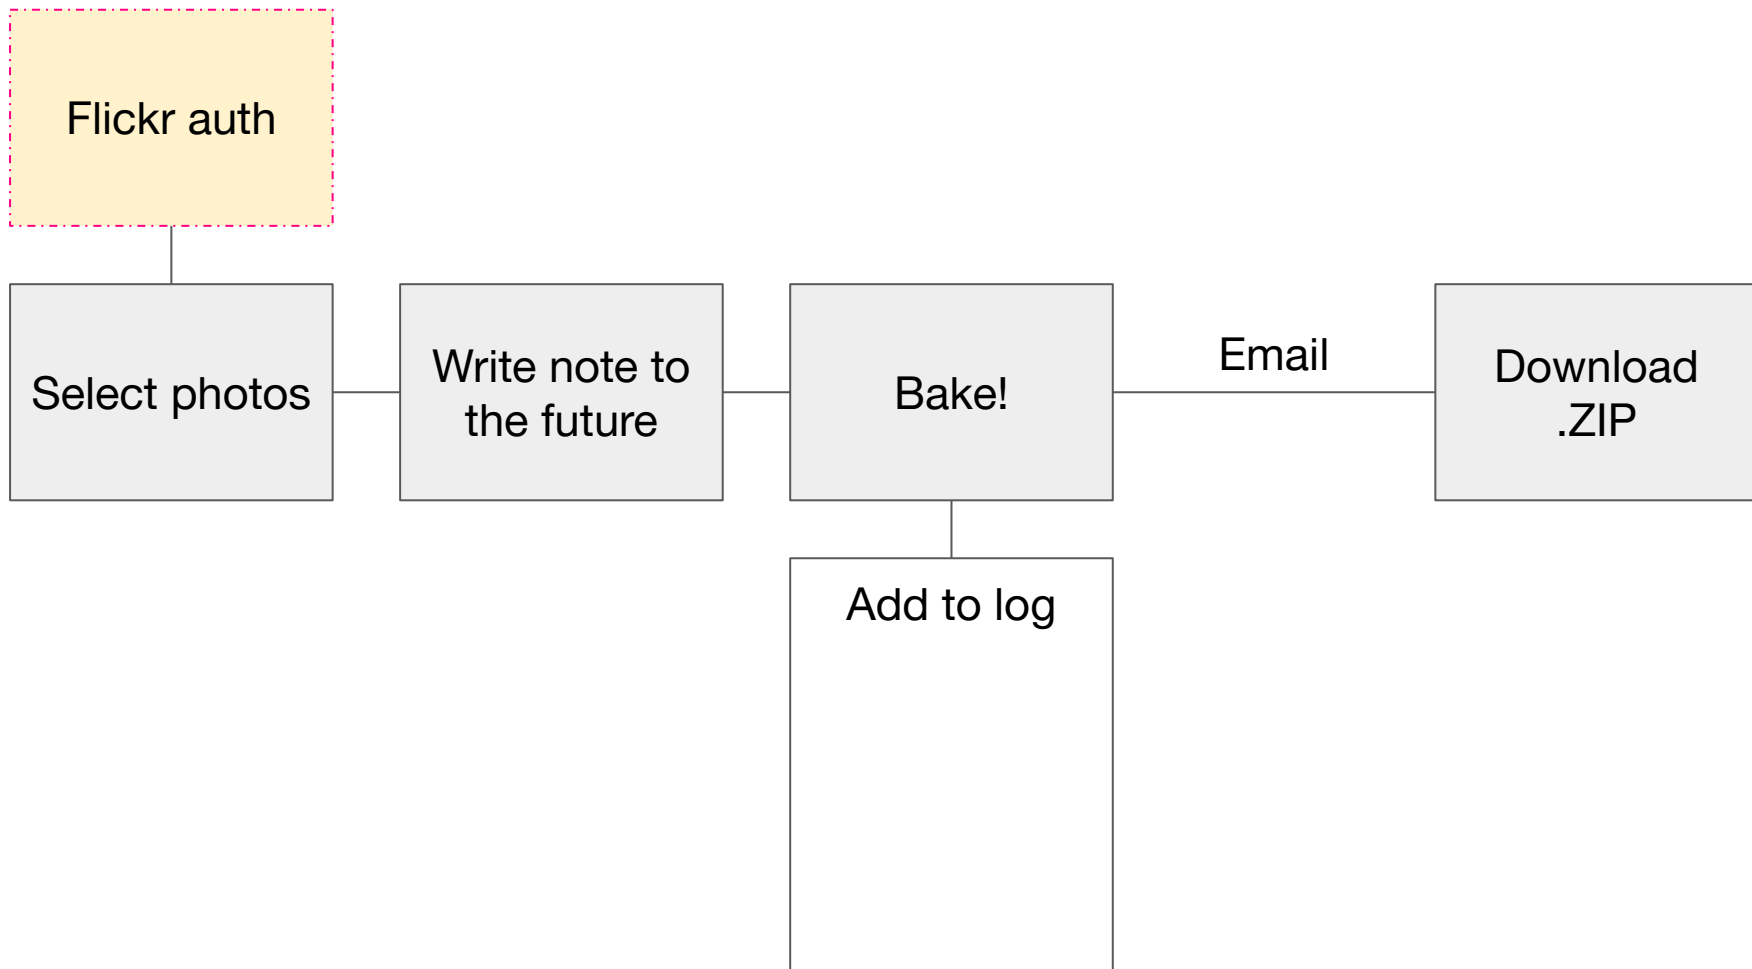 Flickr auth
Select photos
Write note to
the future
Bake!
Email
Download
.ZIP
Add to log